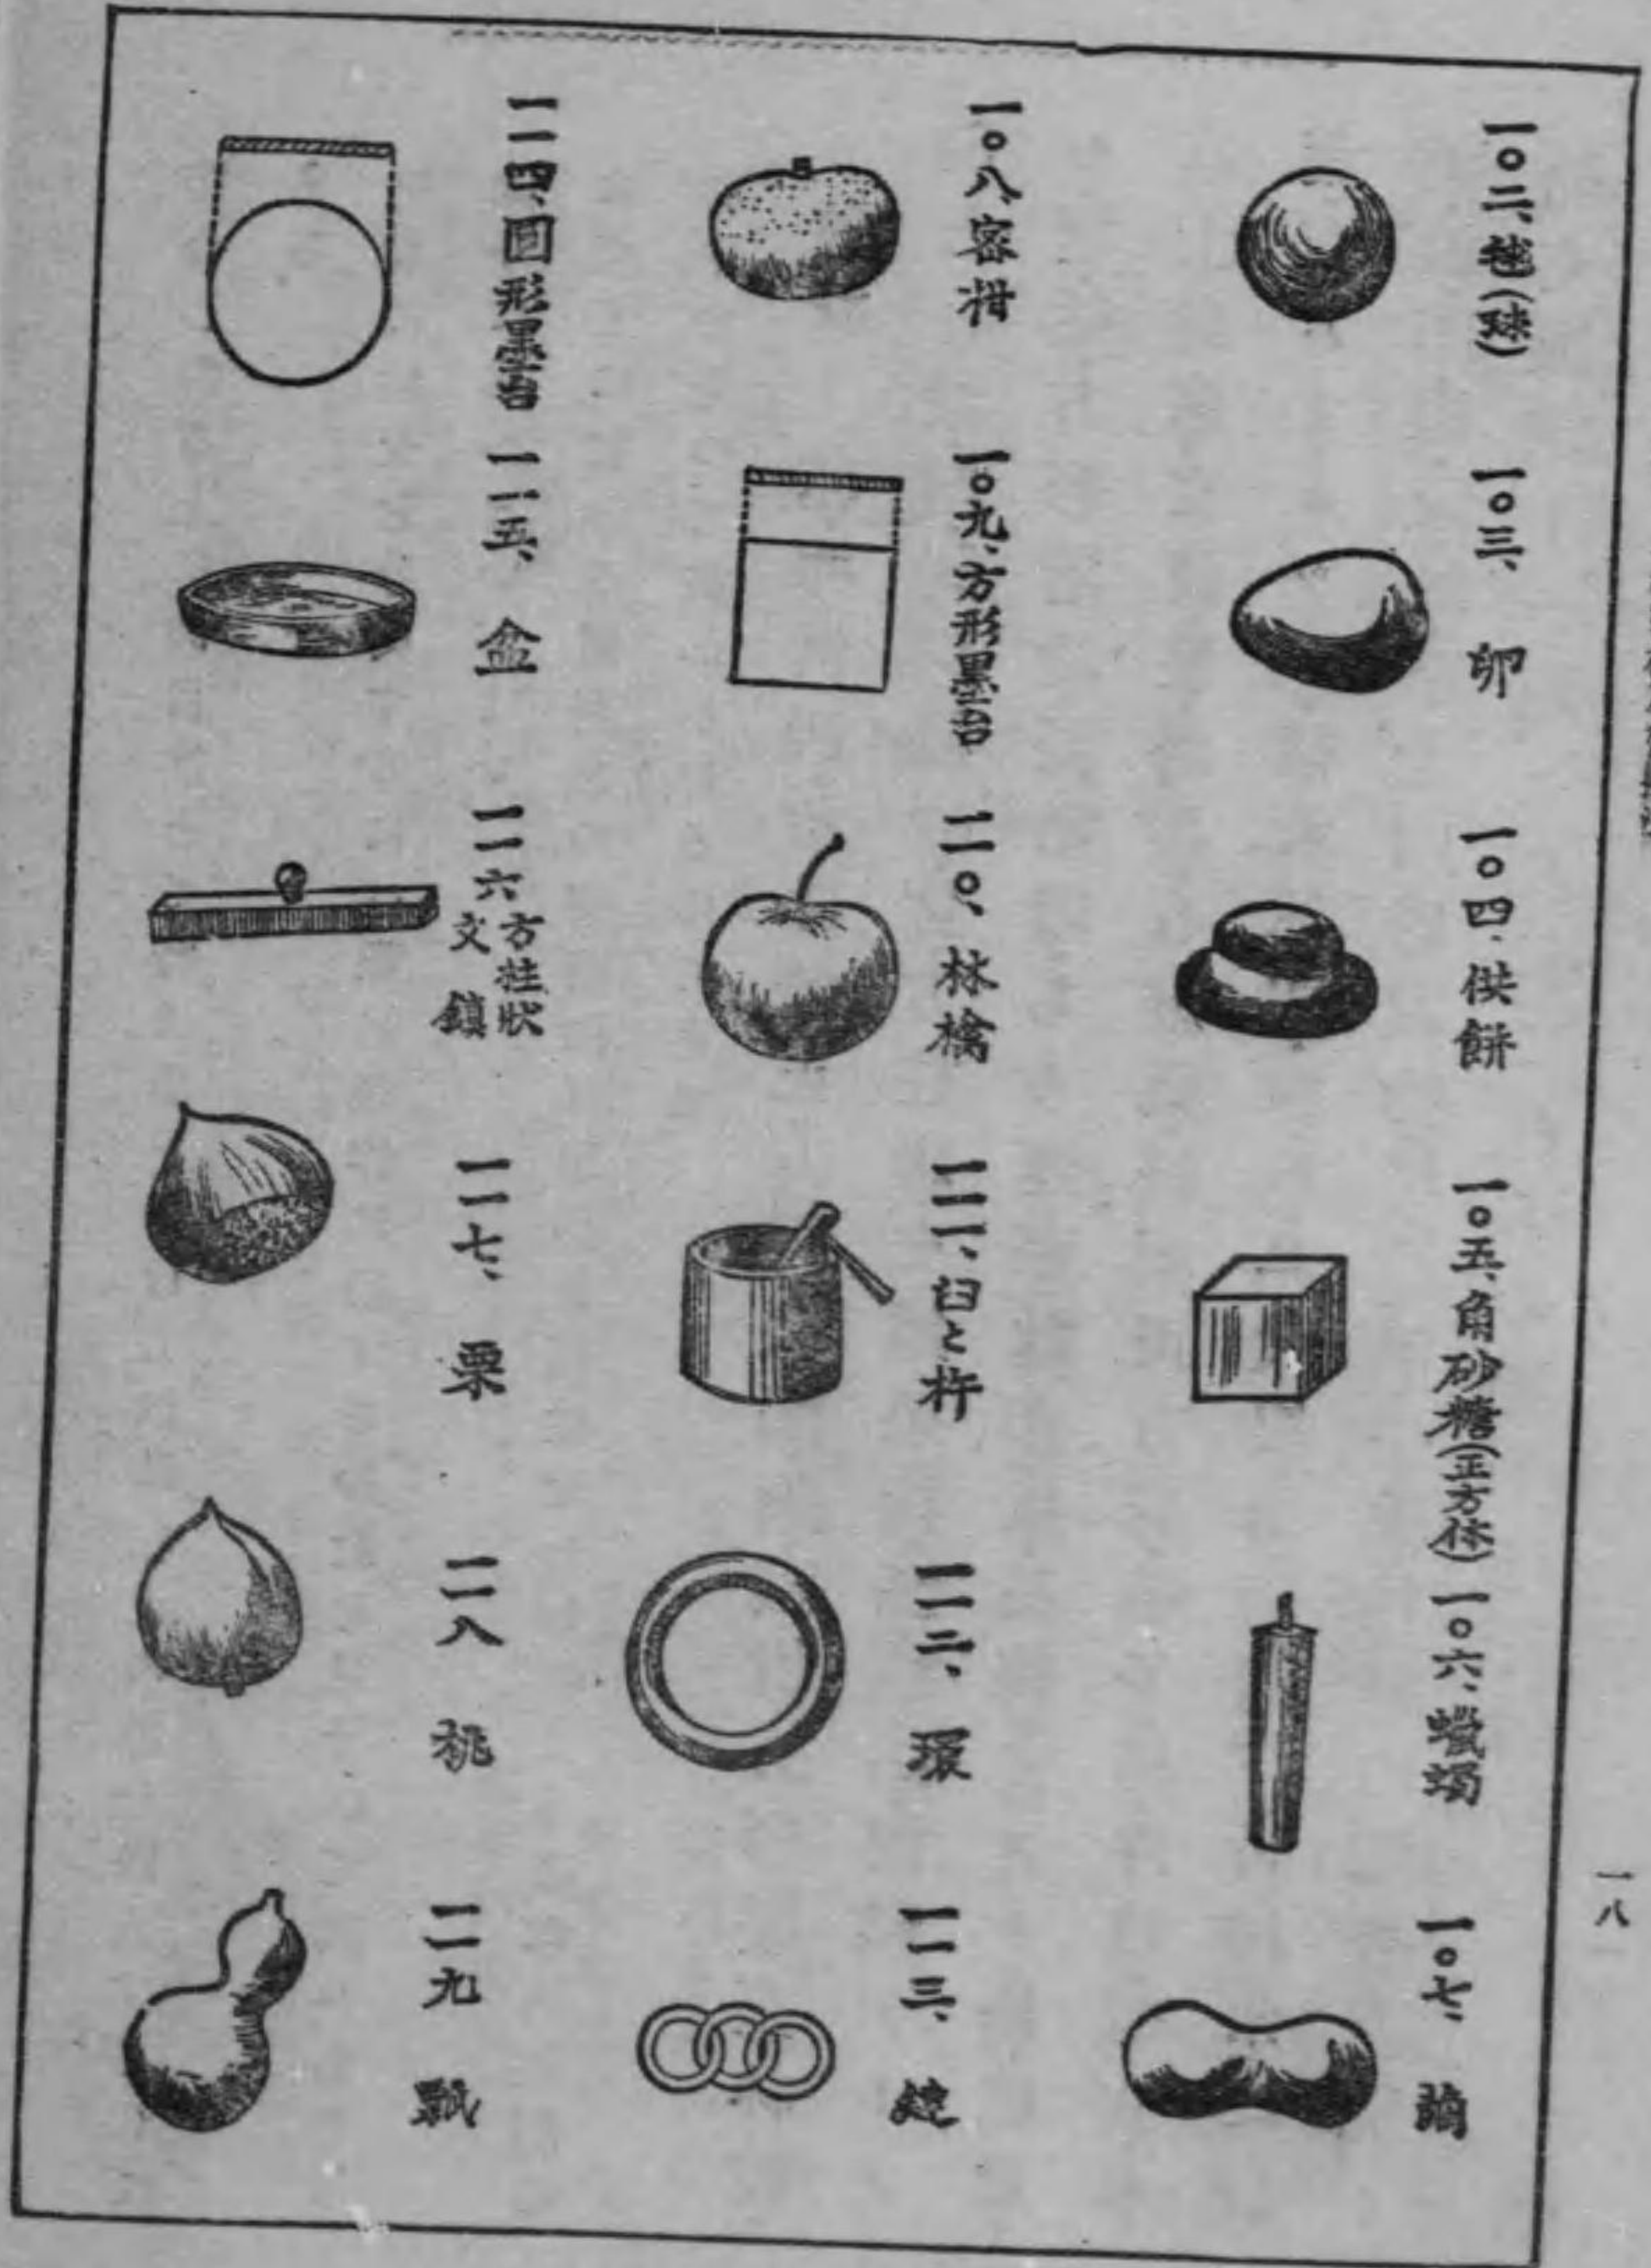 一〇二、毬(球)
一〇三、卵
一〇四、供餅
一〇五、角砂糖(正方体)
一〇六、蠟燭
一〇七、繭
一〇八、密柑
一〇九、方形墨台
一一〇、林檎
一一一、臼と杵
一一二、環
一一三、鏈
一一四、圓形墨台
一一五、盆
一一六方柱状
文鎮
一一七、栗
一一八桃
一一九瓢
一八